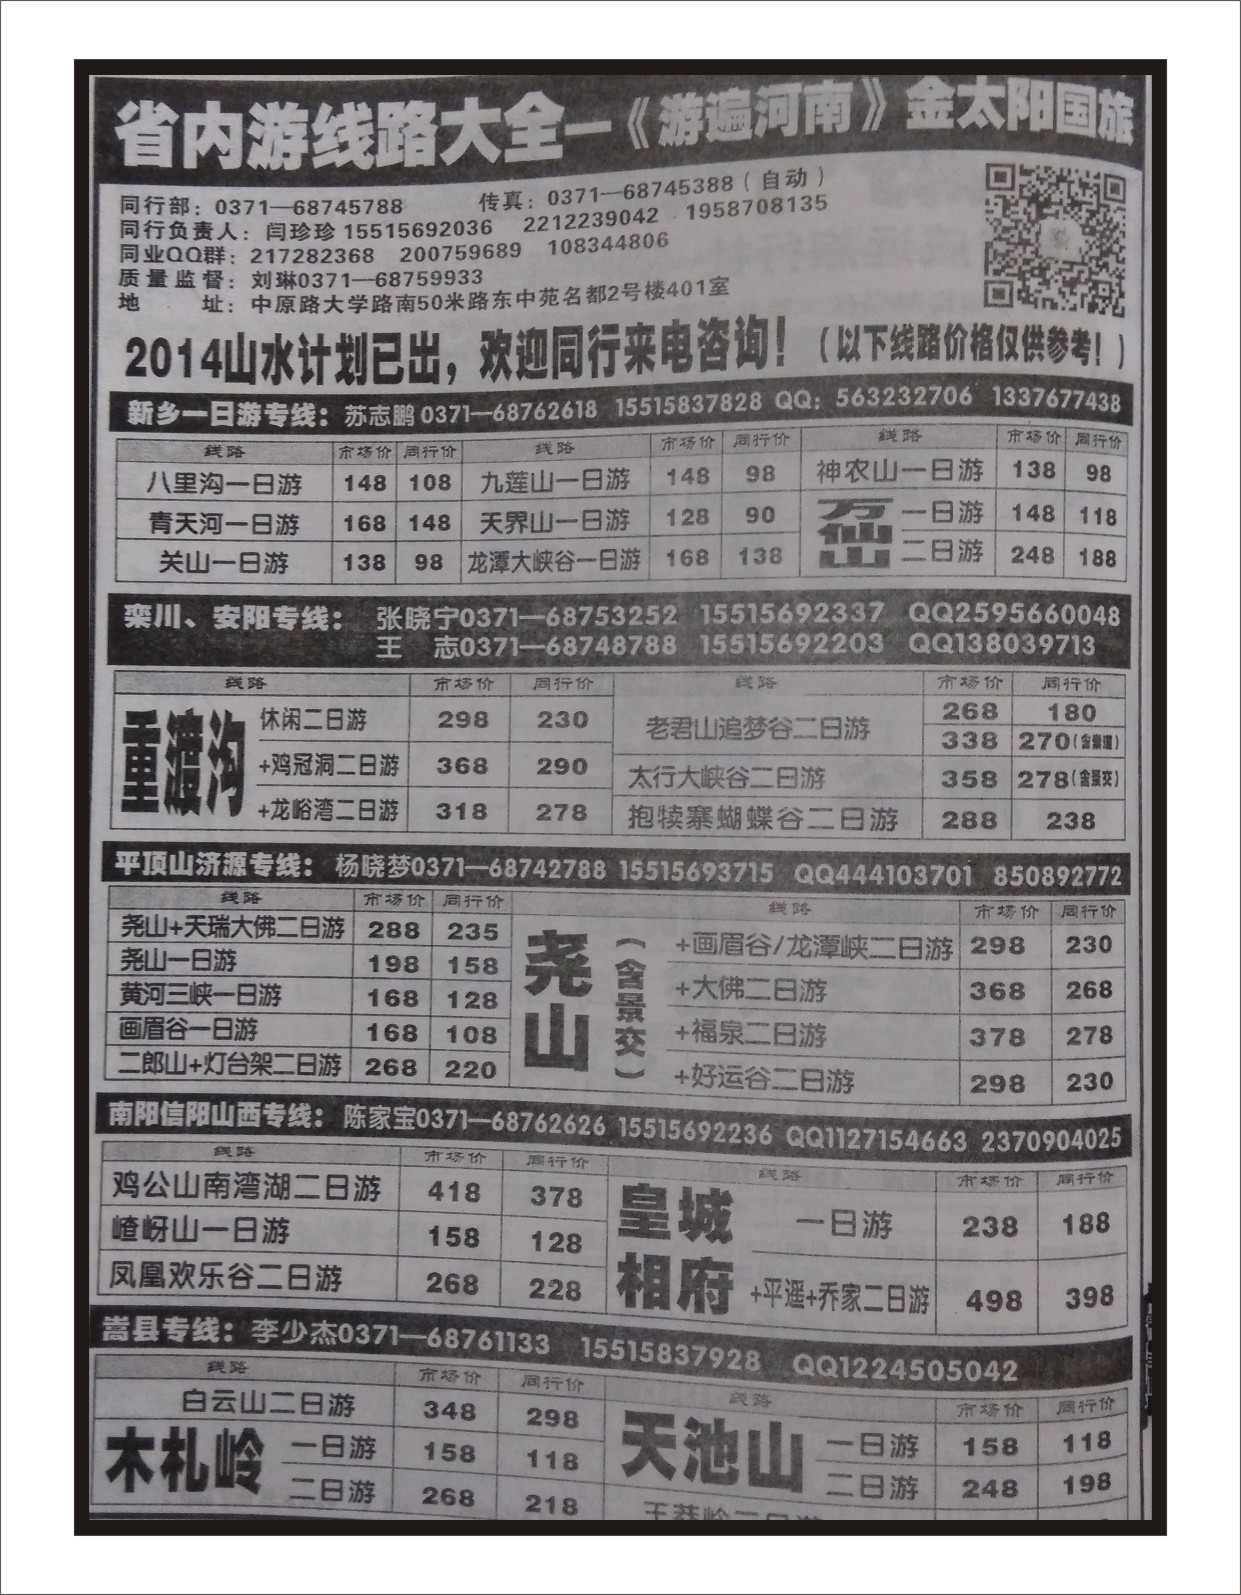 省内游线路大全—《游遍河南》金太阳国旅
同行部：0371—68745788 传真：0371—68745388（自动）
同行负责人：闫珍珍 15515692036 2212239042 1958708135
同业QQ群：217282368 200759689 108344806
质量监督：刘琳0371—68759933
地 址：中原路大学路南50米路东中苑名都2号楼401室
2014山水计划已出，欢迎同行来电咨询！（以下线路价格仅供参考！）
新乡一日游专线：苏志鹏 0371—68762618 15515837828 QQ：563232706 1337677438
线路 市场价 同行价 线路 市场价 同行价 线路 市场价 同行价
八里沟一日游 148 108 九莲山一日游 148 98 神农山一日游 138 98
青天河一日游 168 148 天界山一日游 128 90 万仙山 一日游 148 118
关山一日游 138 98 龙潭大峡谷一日游 168 138 二日游 248 188
栾川、安阳专线： 张晓宁0371—68753252 15515692337 QQ2595660048
王 志0371—68748788 15515692203 QQ138039713
线路 市场价 同行价 线路 市场价 同行价
重渡沟 休闲二日游 298 230 老君山追梦谷二日游 268 180
338 270(含索道)
+鸡冠洞二日游 368 290 太行大峡谷二日游 358 278(含景交)
+龙峪湾二日游 318 278 抱犊寨蝴蝶谷二日游 288 238
平顶山济源专线： 杨晓梦0371—68742788 15515693715 QQ444103701 850892772
线路 市场价 同行价 线路 市场价 同行价
尧山+天瑞大佛二日游 288 235 尧山（含景交） +画眉谷/龙潭峡二日游 298 230
尧山一日游 198 158 +大佛二日游 368 268
黄河三峡一日游 168 128 +福泉二日游 378 278
画眉谷一日游 168 108 +好运谷二日游 298 230
二郎山+灯台架二日游 268 220
南阳信阳山西专线： 陈家宝0371—68762626 15515692236 QQ1127154663 2370904025
线路 市场价 同行价 线路 市场价 同行价
鸡公山南湾湖二日游 418 378 皇城相府 一日游 238 188
嵖岈山一日游 158 128 +平遥+乔家二日游 498 398
凤凰欢乐谷二日游 268 228
嵩县专线：李少杰0371—68761133 15515837928 QQ1224505042
线路 市场价 同行价 线路 市场价 同行价
白云山二日游 348 298 天池山 一日游 158 118
木札岭 一日游 158 118 二日游 248 198
二日游 268 218